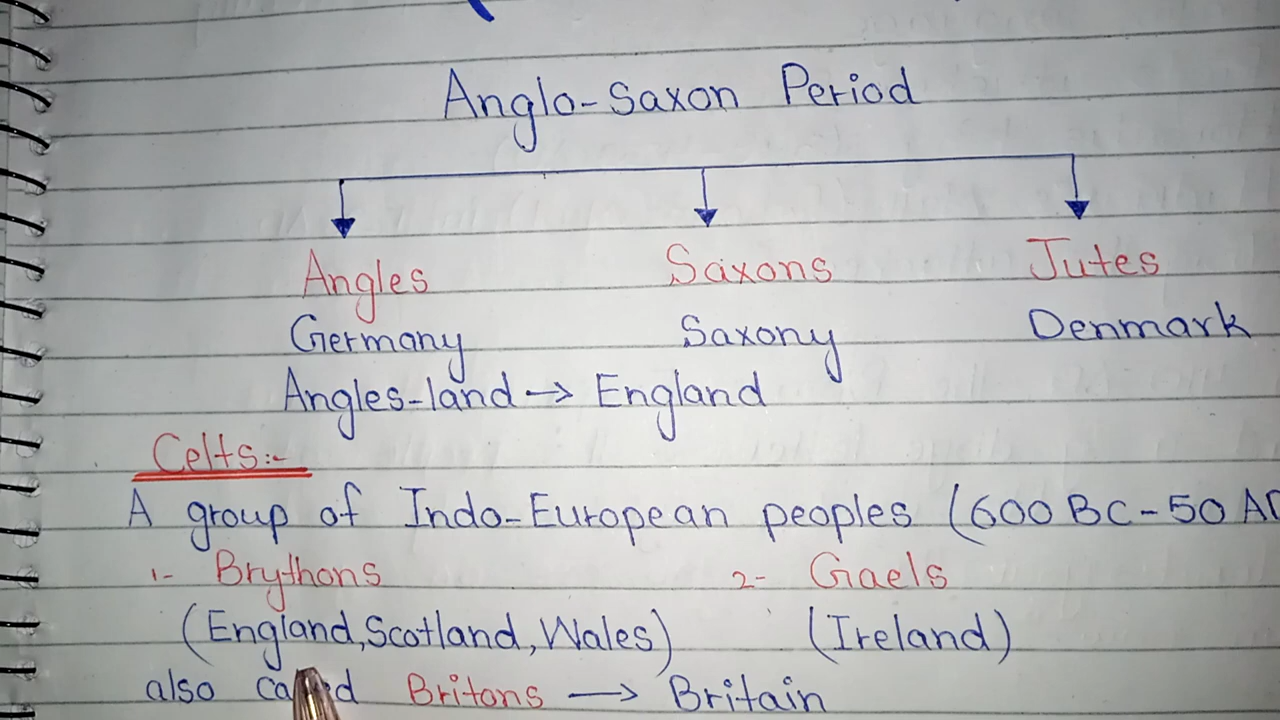 Anglo-Saxon Period
Angles Saxons Jutes
Germany Saxony Denmark
Angles-land → England
Celts:-
A group of Indo-European peoples (600 BC-50 AD
1- Brythons 2- Gaels
(England, Scotland, Wales) (Ireland)
also Britons → Britain